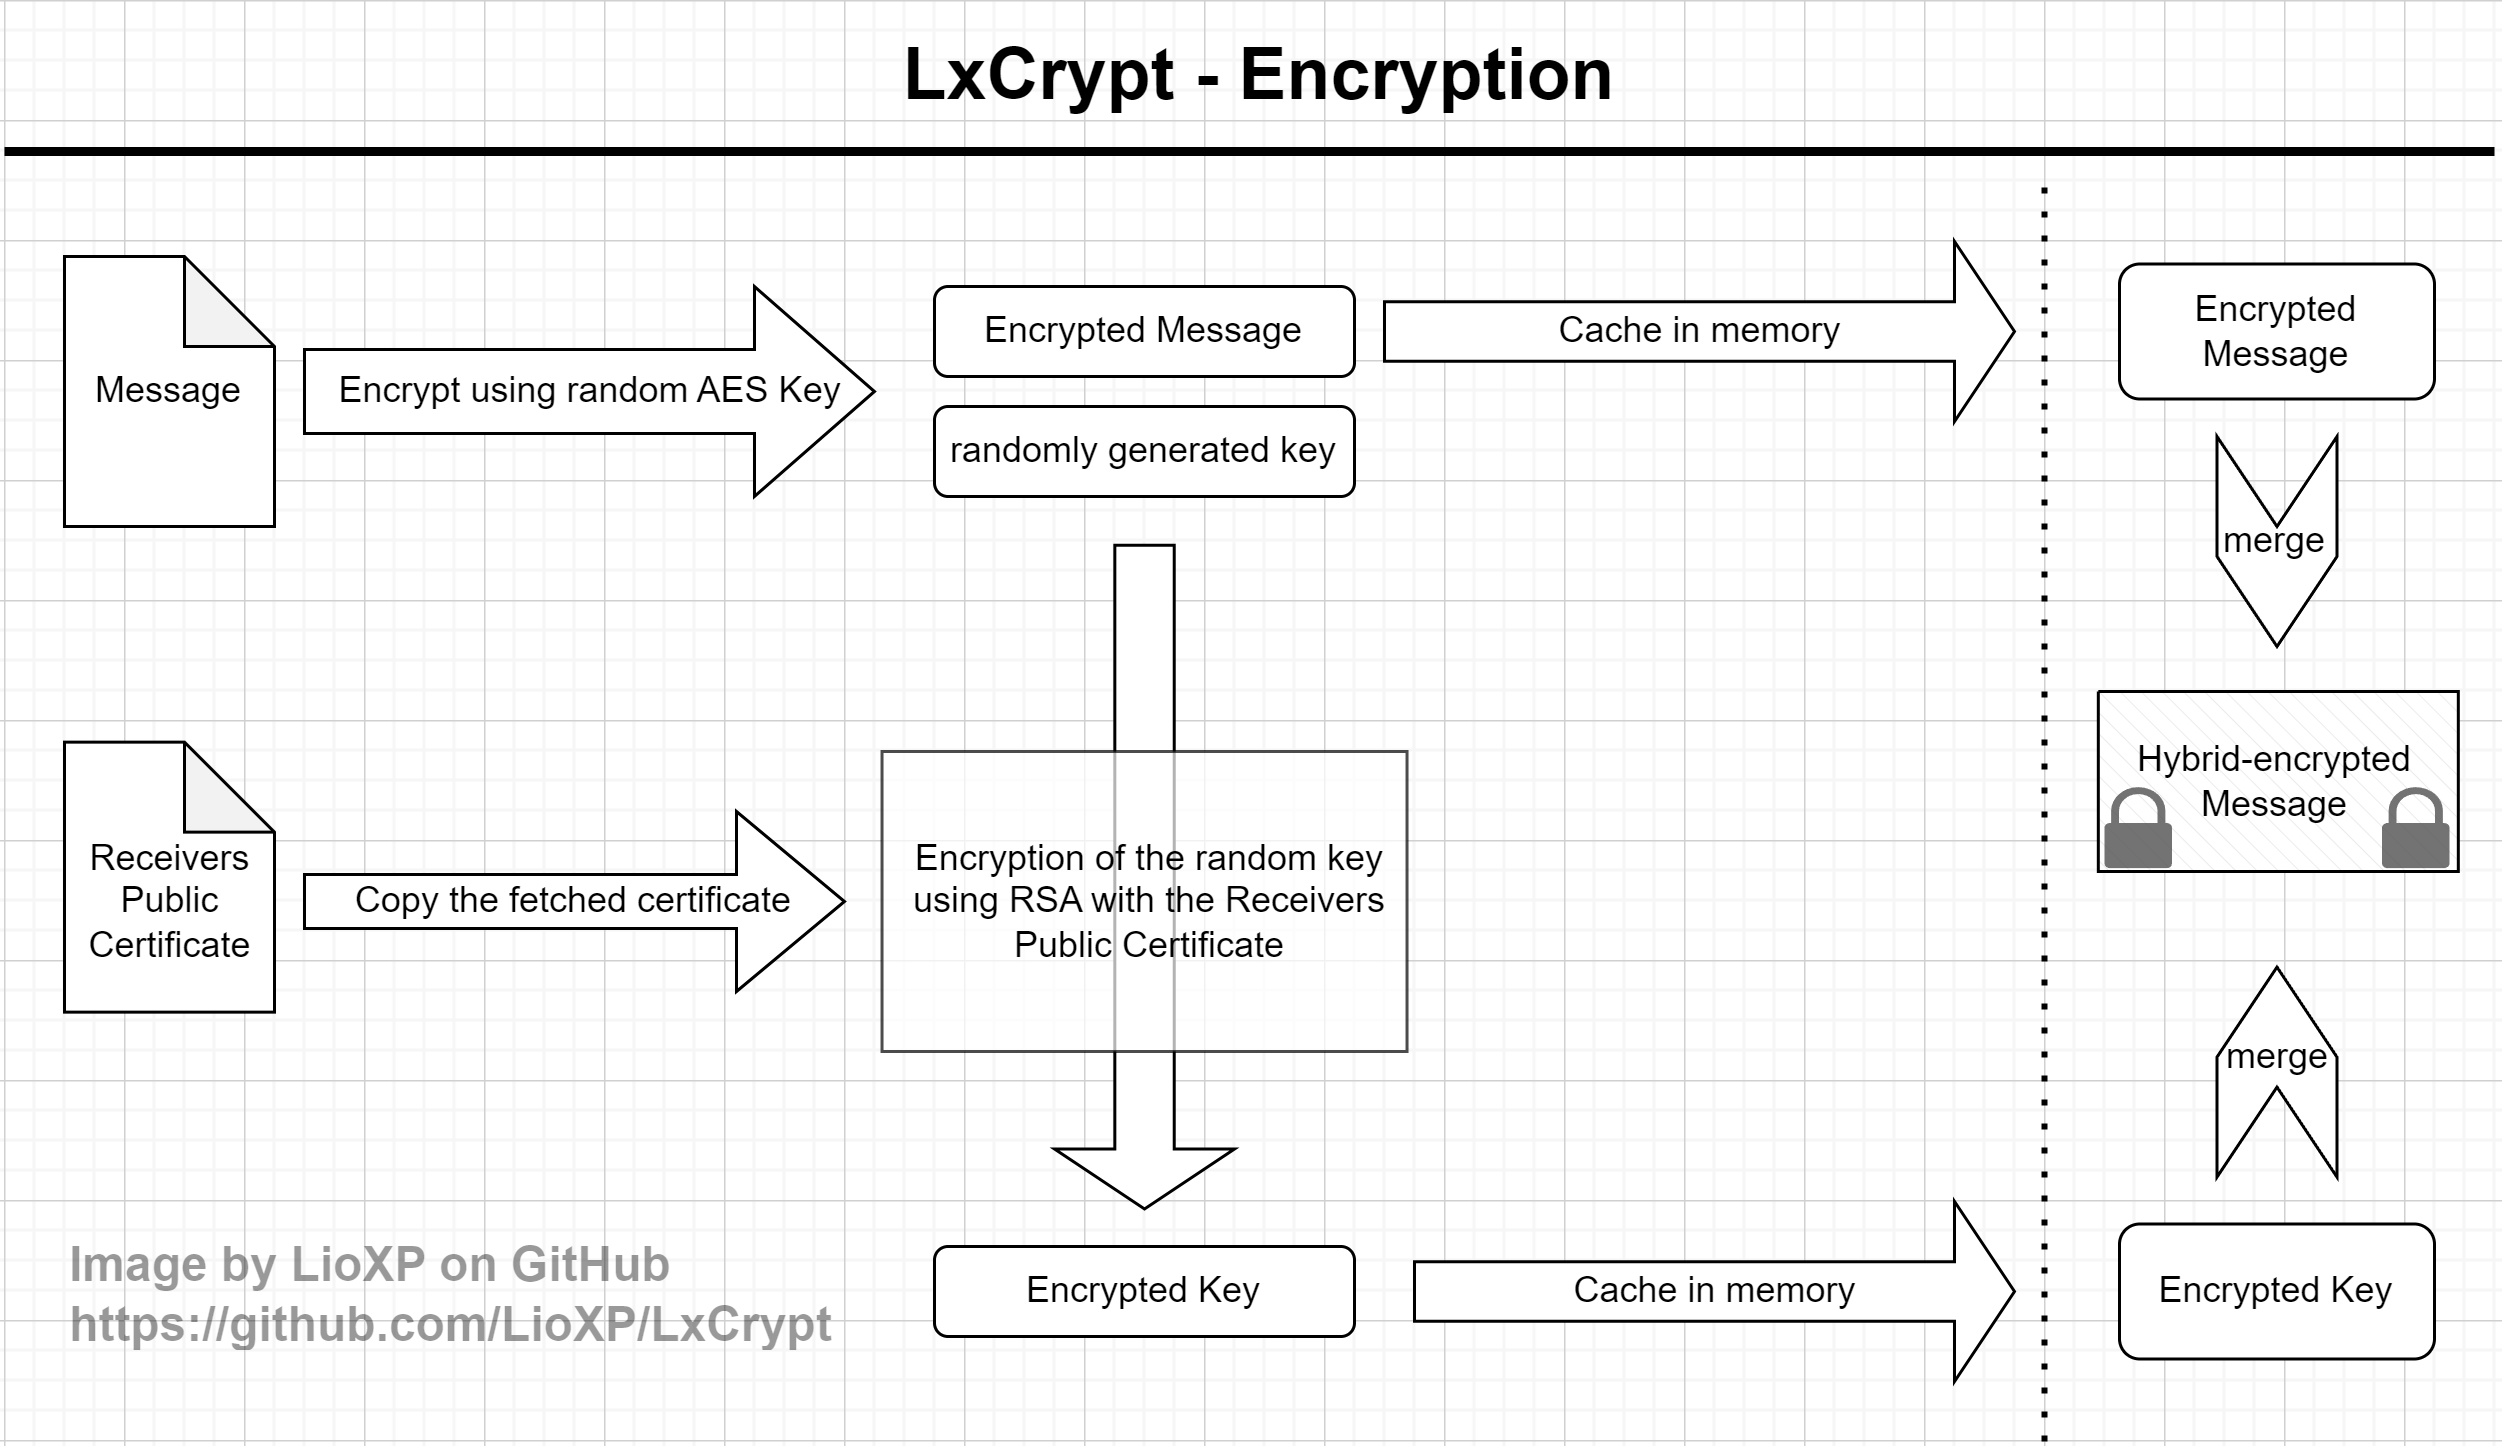 LxCrypt - Encryption
Message
Encrypt using random AES Key
Encrypted Message
randomly generated key
Cache in memory
Encrypted
Message
merge
Receivers
Public
Certificate
Copy the fetched certificate
Encryption of the random key
using RSA with the Receivers
Public Certificate
Hybrid-encrypted
Message
merge
Encrypted Key
Cache in memory
Encrypted Key
Image by LioXP on GitHub
https://github.com/LioXP/LxCrypt